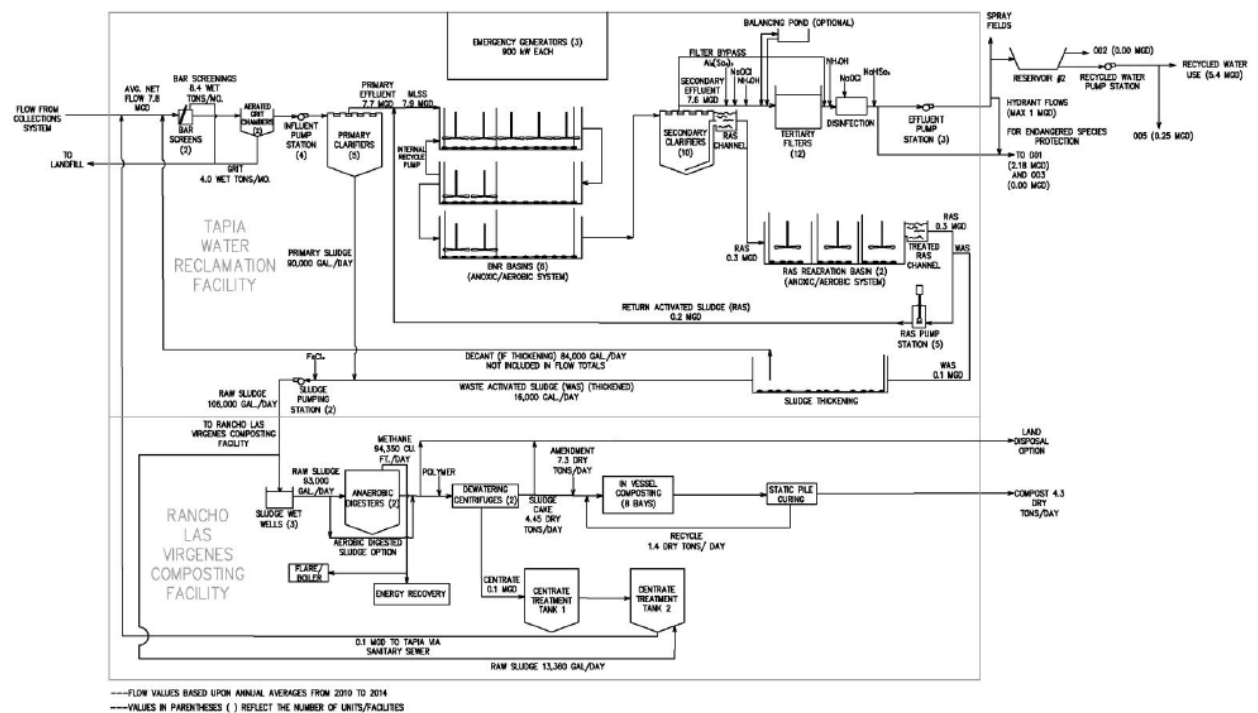 EMERGENCY GENERATORS (3)
900 kW EACH
BALANCING POND (OPTIONAL)
SPRAY
FIELDS
002 (0.00 MGD)
RESERVOIR #2
RECYCLED WATER
PUMP STATION
RECYCLED WATER
USE (5.4 MGD)
HYDRANT FLOWS
(MAX 1 MGD)
FOR ENDANGERED SPECIES
PROTECTION
005 (0.25 MGD)
TO 001
(2.18 MGD)
AND 003
(0.00 MGD)
FLOW FROM
COLLECTIONS
SYSTEM
AVG. NET
FLOW 7.8
MGD
BAR SCREENINGS
8.4 WET
TONS/MO.
BAR
SCREENS
(2)
AERATED
GRIT
CHAMBERS
(2)
INFLUENT
PUMP
STATION
(4)
TO
LANDFILL
GRIT
4.0 WET TONS/MO.
PRIMARY
EFFLUENT
7.7 MGD
MLSS
7.9 MGD
PRIMARY
CLARIFIERS
(5)
INTERNAL
RECYCLE
PUMP
BNR BASINS (6)
(ANOXIC/AEROBIC SYSTEM)
FILTER BYPASS
SECONDARY
EFFLUENT
7.6 MGD
NaOCl
NH₄OH
SECONDARY
CLARIFIERS
(10)
RAS
CHANNEL
TERTIARY
FILTERS
(12)
NH₄OH
NaOCl
DISINFECTION
EFFLUENT
PUMP
STATION (3)
RAS
0.3 MGD
RAS REAERATION BASIN (2)
(ANOXIC/AEROBIC SYSTEM)
TREATED
RAS
CHANNEL
RAS
0.3 MGD
WAS
TAPIA
WATER
RECLAMATION
FACILITY
PRIMARY SLUDGE
90,000 GAL./DAY
RETURN ACTIVATED SLUDGE (RAS)
0.2 MGD
RAS PUMP
STATION (5)
DECANT (IF THICKENING) 84,000 GAL./DAY
NOT INCLUDED IN FLOW TOTALS
WASTE ACTIVATED SLUDGE (WAS) (THICKENED)
16,000 GAL./DAY
SLUDGE THICKENING
WAS
0.1 MGD
RAW SLUDGE
106,000 GAL./DAY
SLUDGE
PUMPING
STATION (2)
TO RANCHO LAS
VIRGENES COMPOSTING
FACILITY
RANCHO
LAS
VIRGENES
COMPOSTING
FACILITY
RAW SLUDGE
93,000
GAL./DAY
SLUDGE WET
WELLS (3)
METHANE
94,350 CU.
FT./DAY
ANAEROBIC
DIGESTERS (2)
AEROBIC DIGESTED
SLUDGE OPTION
POLYMER
DEWATERING
CENTRIFUGES (2)
SLUDGE
CAKE
4.45 DRY
TONS/DAY
AMENDMENT
7.3 DRY
TONS/DAY
IN VESSEL
COMPOSTING
(8 BAYS)
STATIC PILE
CURING
RECYCLE
1.4 DRY TONS/ DAY
LAND
DISPOSAL
OPTION
COMPOST 4.3
DRY
TONS/DAY
FLARE/
BOILER
ENERGY RECOVERY
CENTRATE
0.1 MGD
CENTRATE
TREATMENT
TANK 1
CENTRATE
TREATMENT
TANK 2
0.1 MGD TO TAPIA VIA
SANITARY SEWER
RAW SLUDGE 13,380 GAL/DAY
----FLOW VALUES BASED UPON ANNUAL AVERAGES FROM 2010 TO 2014
----VALUES IN PARENTHESES ( ) REFLECT THE NUMBER OF UNITS/FACILITIES